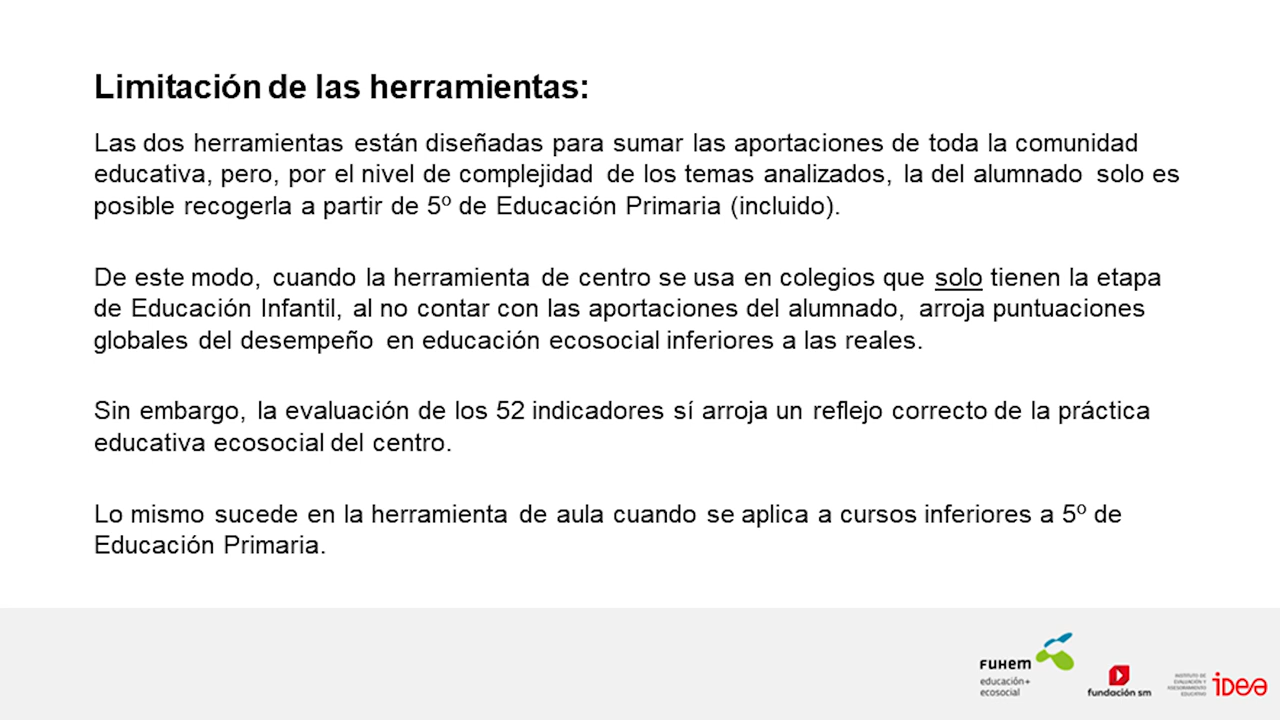 Limitación de las herramientas:
Las dos herramientas están diseñadas para sumar las aportaciones de toda la comunidad
educativa, pero, por el nivel de complejidad de los temas analizados, la del alumnado solo es
posible recogerla a partir de 5º de Educación Primaria (incluido).
De este modo, cuando la herramienta de centro se usa en colegios que solo tienen la etapa
de Educación Infantil, al no contar con las aportaciones del alumnado, arroja puntuaciones
globales del desempeño en educación ecosocial inferiores a las reales.
Sin embargo, la evaluación de los 52 indicadores sí arroja un reflejo correcto de la práctica
educativa ecosocial del centro.
Lo mismo sucede en la herramienta de aula cuando se aplica a cursos inferiores a 5º de
Educación Primaria.
FUHEM
educación+
ecosocial
fundación sm
INSTITUTO DE
EVALUACIÓN Y
ASESORAMIENTO
EDUCATIVO
idea